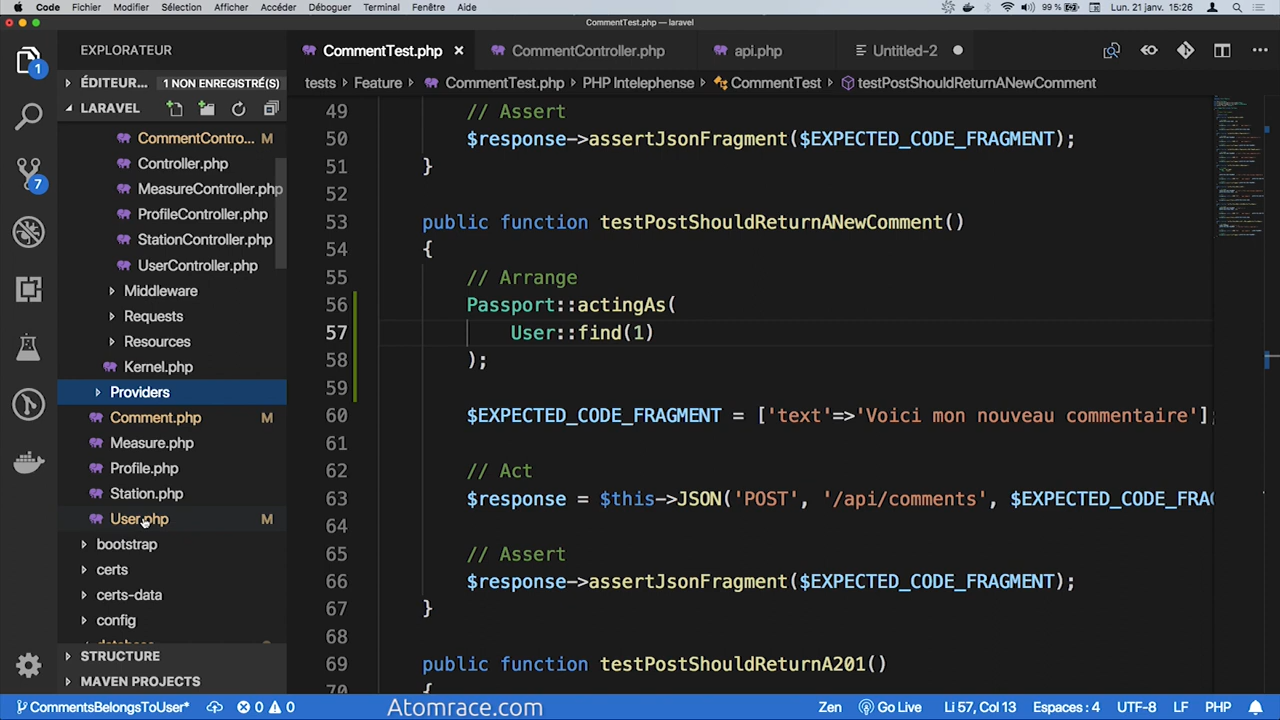 Code Fichier Modifier Sélection Afficher Accéder Déboguer Terminal Fenêtre Aide 99 % Lun. 21 janv. 15:26
CommentTest.php — laravel
EXPLORATEUR
CommentTest.php × CommentController.php api.php Untitled-2
ÉDITEUR... 1 NON ENREGISTRÉ(S)
tests Feature CommentTest.php PHP Intelephense CommentTest testPostShouldReturnANewComment
LARAVEL
1
7
CommentContro... M
Controller.php
MeasureController.php
ProfileController.php
StationController.php
UserController.php
Middleware
Requests
Resources
Kernel.php
Providers
Comment.php M
Measure.php
Profile.php
Station.php
User.php M
bootstrap
certs
certs-data
config
database
STRUCTURE
MAVEN PROJECTS
49 // Assert
50 $response->assertJsonFragment($EXPECTED_CODE_FRAGMENT);
51 }
52
53 public function testPostShouldReturnANewComment()
54 {
55 // Arrange
56 Passport::actingAs(
57 User::find(1)
58 );
59
60 $EXPECTED_CODE_FRAGMENT = ['text'=>'Voici mon nouveau commentaire'];
61
62 // Act
63 $response = $this->JSON('POST', '/api/comments', $EXPECTED_CODE_FRAG
64
65 // Assert
66 $response->assertJsonFragment($EXPECTED_CODE_FRAGMENT);
67 }
68
69 public function testPostShouldReturnA201()
70 {
CommentsBelongsToUser* 0 0 Atomrace.com Zen Go Live Li 57, Col 13 Espaces : 4 UTF-8 LF PHP